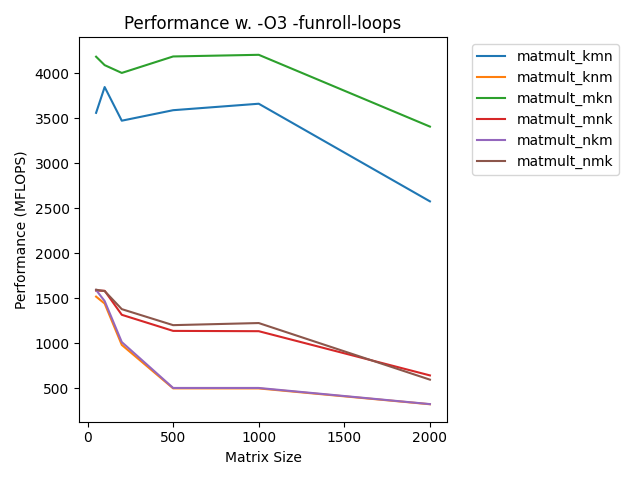 Performance w. -O3 -funroll-loops
Performance (MFLOPS)
4000
3500
3000
2500
2000
1500
1000
500
0
500
1000
1500
2000
Matrix Size
matmult_kmn
matmult_knm
matmult_mkn
matmult_mnk
matmult_nkm
matmult_nmk